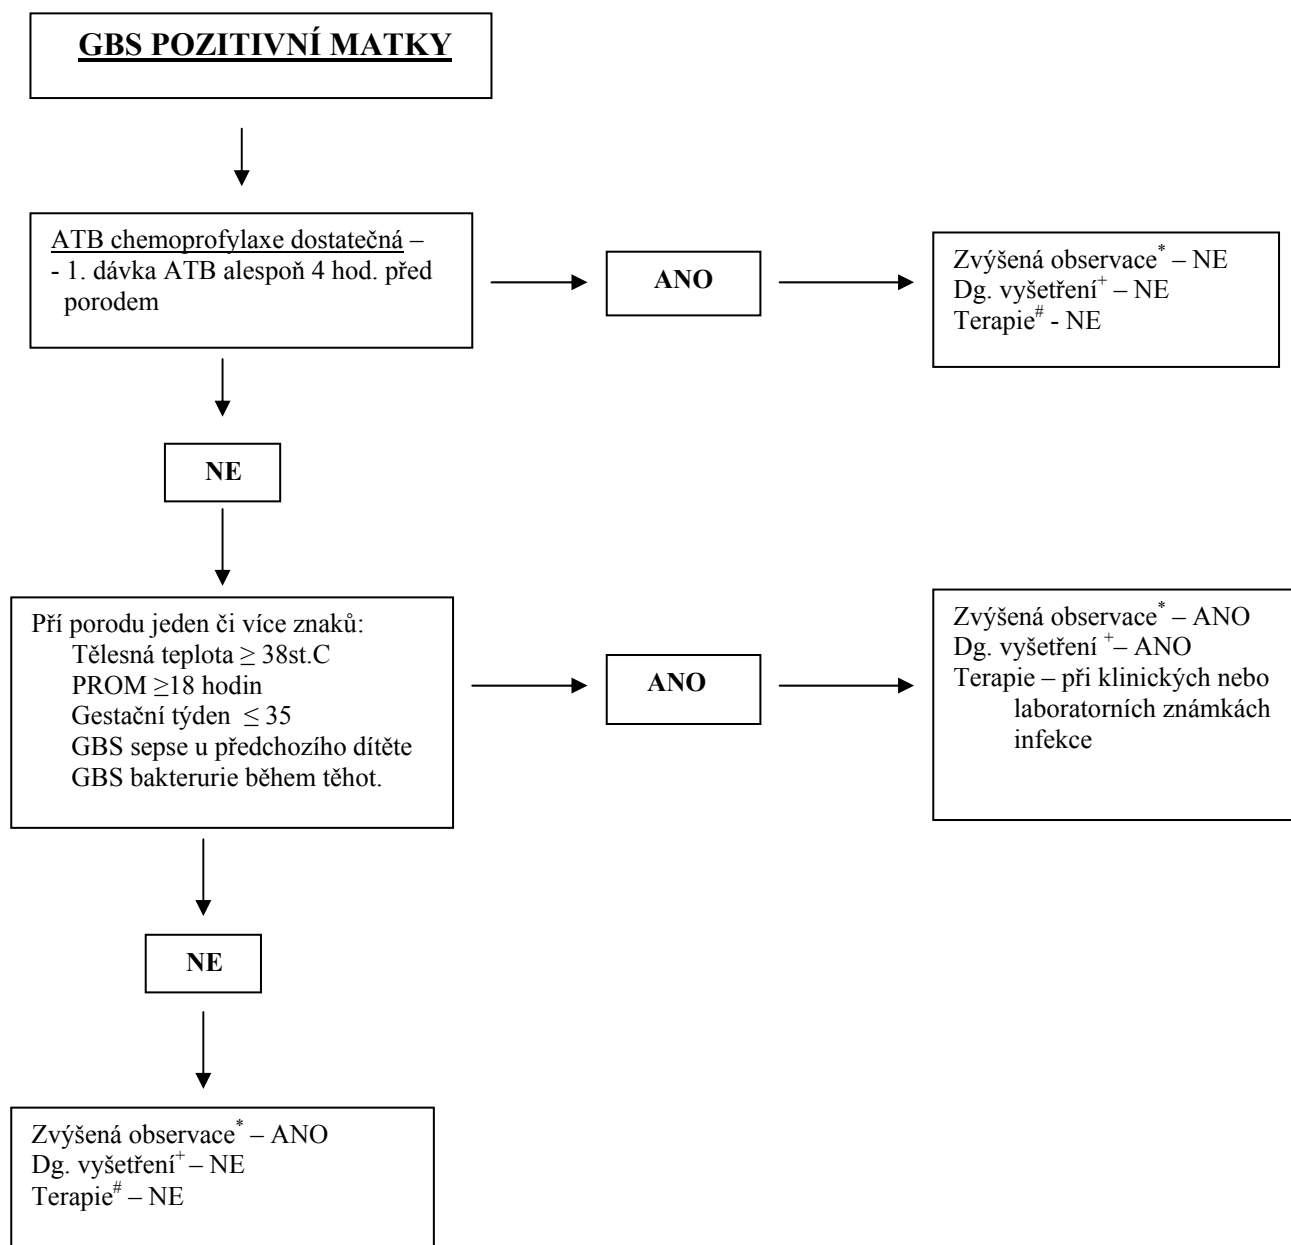 GBS POZITIVNÍ MATKY
ATB chemoprofylaxe dostatečná –
- 1. dávka ATB alespoň 4 hod. před
porodem
ANO
Zvýšená observace* – NE
Dg. vyšetření+ – NE
Terapie# - NE
NE
Pří porodu jeden či více znaků:
Tělesná teplota ≥ 38st.C
PROM ≥18 hodin
Gestační týden ≤ 35
GBS sepse u předchozího dítěte
GBS bakterurie během těhot.
ANO
Zvýšená observace* – ANO
Dg. vyšetření +– ANO
Terapie – při klinických nebo
laboratorních známkách
infekce
NE
Zvýšená observace* – ANO
Dg. vyšetření+ – NE
Terapie# – NE